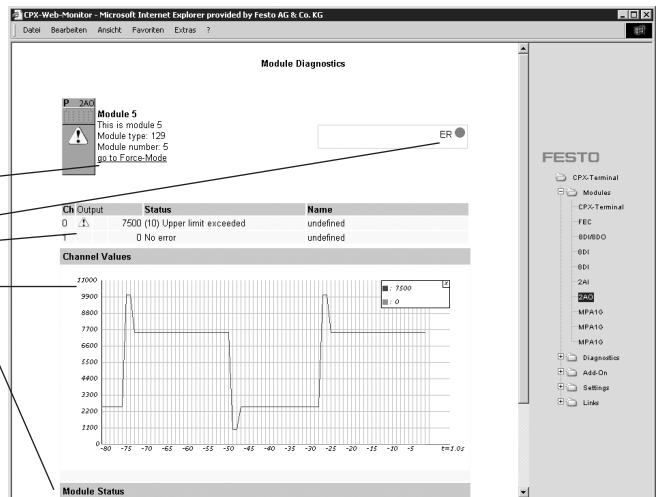 CPX-Web-Monitor - Microsoft Internet Explorer provided by Festo AG & Co. KG
Datei Bearbeiten Ansicht Favoriten Extras ?
Module Diagnostics
P 2AO
Module 5
This is module 5
Module type: 129
Module number: 5
go to Force-Mode
ER
Ch Output Status Name
0 7500 (10) Upper limit exceeded undefined
1 0 No error undefined
Channel Values
11000
9900
8800
7700
6600
5500
4400
3300
2200
1100
0
: 7500
: 0
x
-80 -75 -70 -65 -60 -55 -50 -45 -40 -35 -30 -25 -20 -15 -10 -5 t=1.0s
Module Status
FESTO
CPX-Terminal
Modules
CPX-Terminal
FEC
8DI/8DO
8DI
8DI
2AI
2AO
MPA1G
MPA1G
MPA1G
Diagnostics
Add-On
Settings
Links